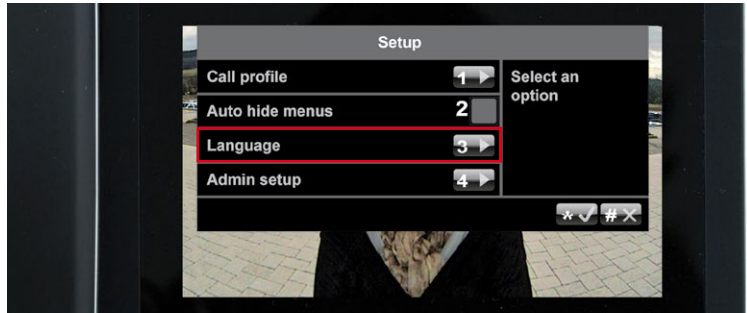 Setup
Call profile 1
Select an
option
Auto hide menus 2
Language 3
Admin setup 4
* #